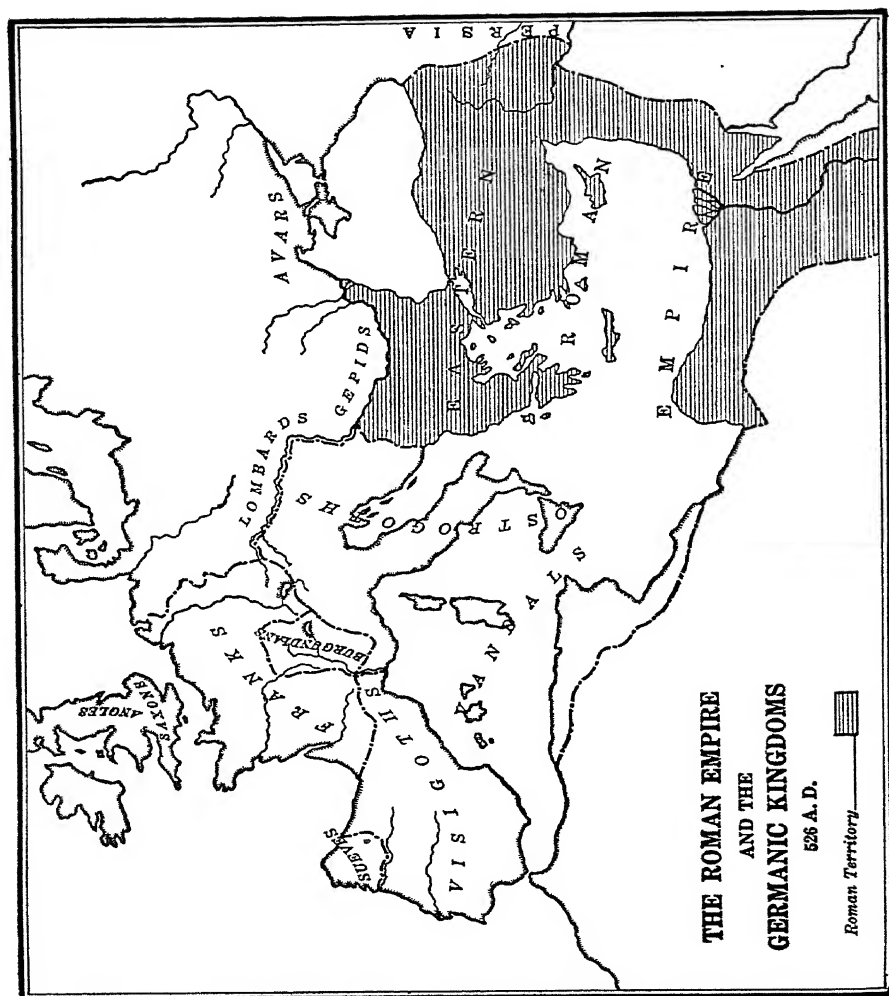 THE ROMAN EMPIRE
AND THE
GERMANIC KINGDOMS
526 A.D.
Roman Territory
ANGLES
SAXONS
FRANKS
BURGUNDIANS
LOMBARDS
GEPIDS
AVARS
SUEVES
VISIGOTHS
OSTROGOTHS
VANDALS
EASTERN
ROMAN
EMPIRE
PERSIA